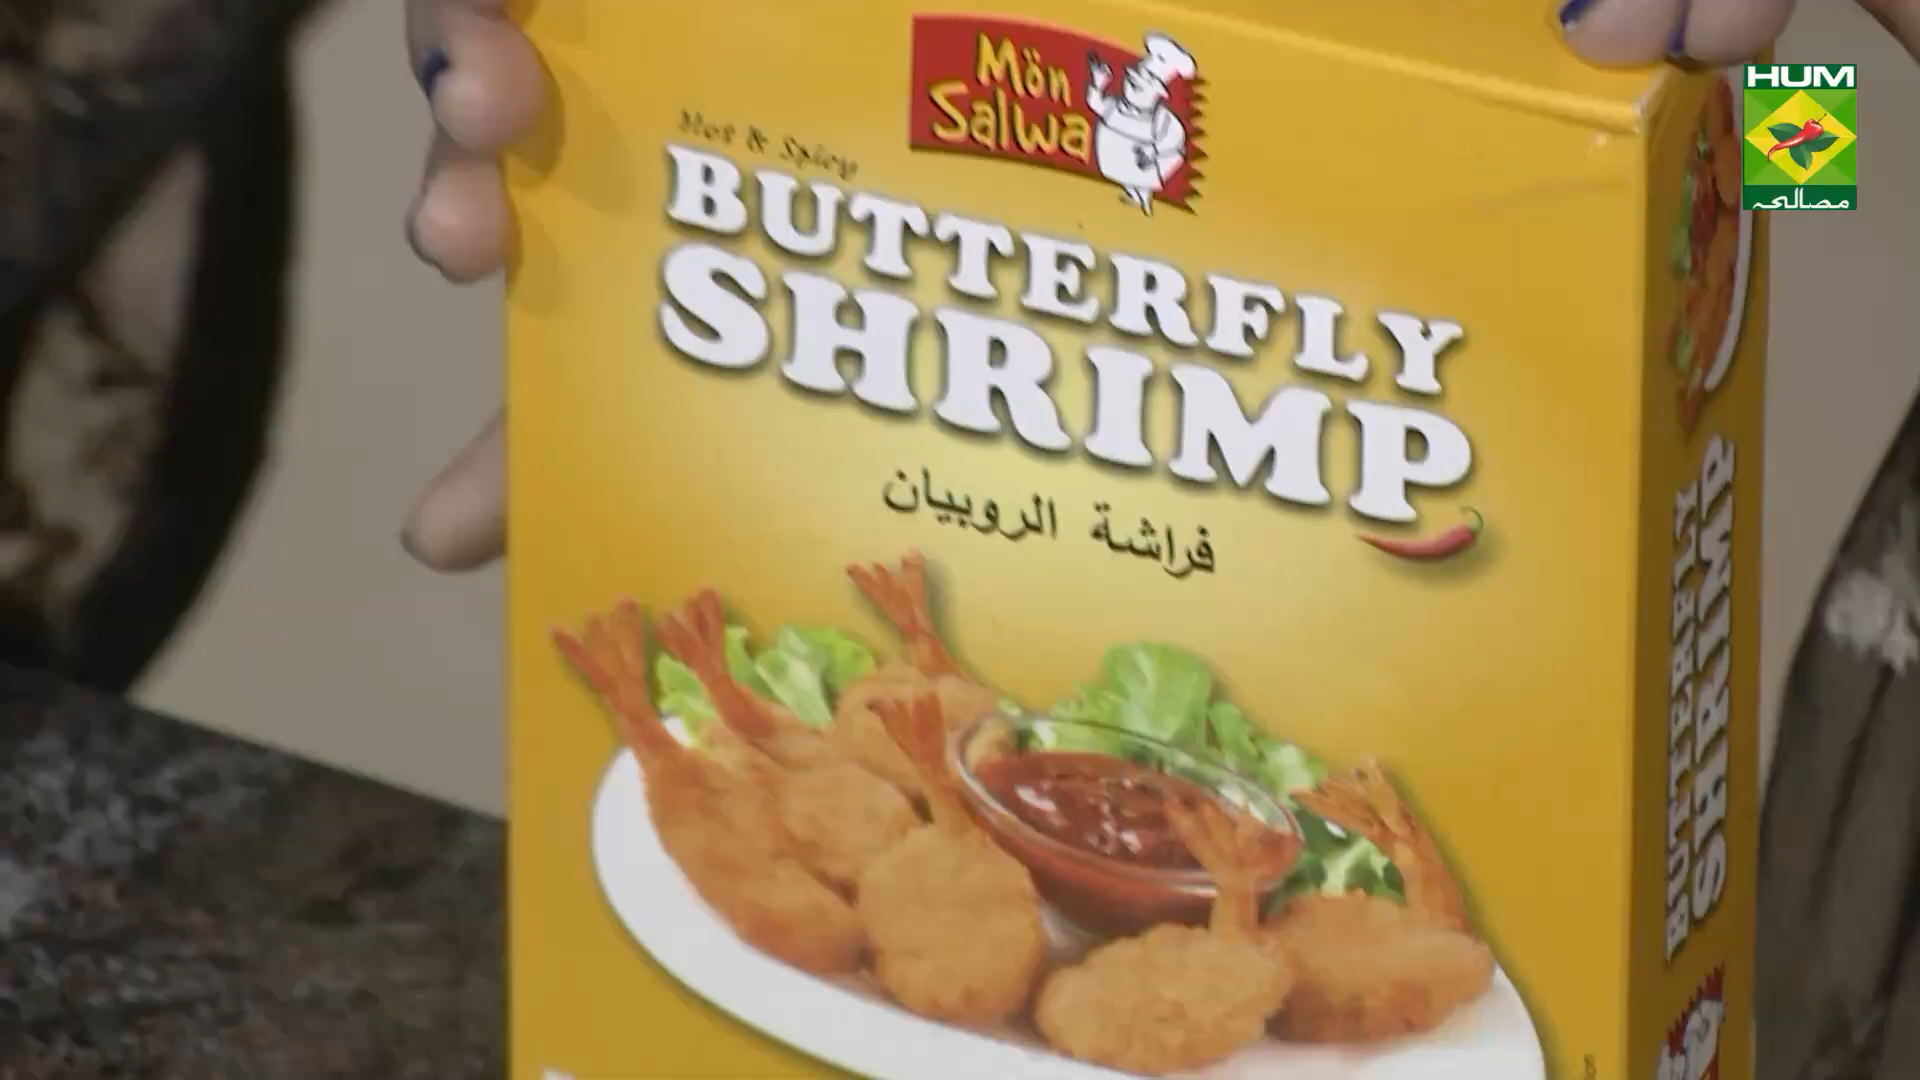 Mön
Salwa
HUM
مصالحہ
Hot & Spicy
BUTTERFLY
SHRIMP
فراشة الروبيان
BUTTERFLY
SHRIMP